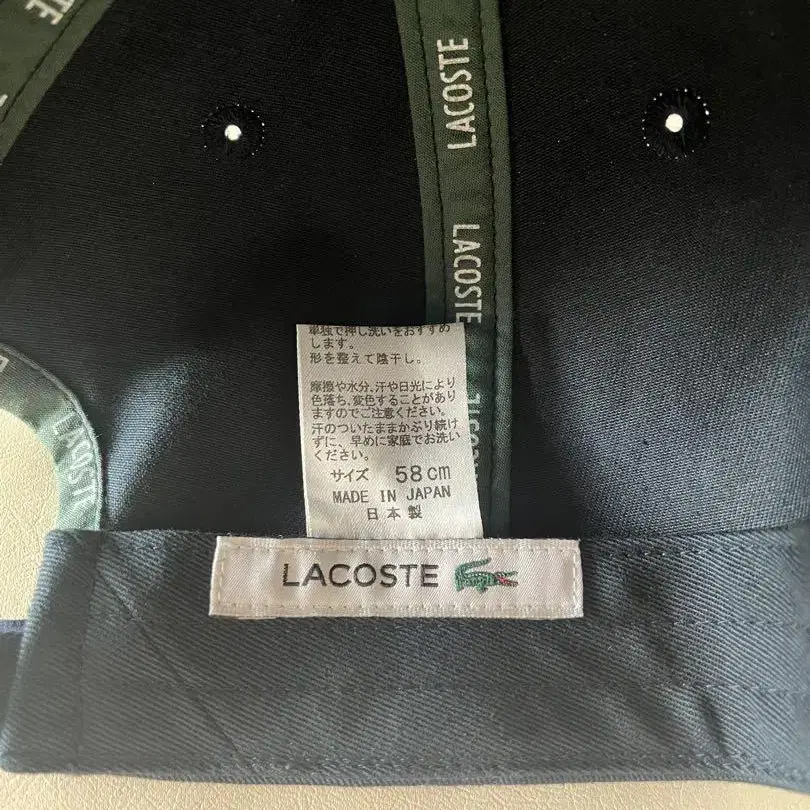 LACOSTE
LACOSTE
LACOSTE
LACOSTE
単独で押し洗いをおすすめ
します。
形を整えて陰干し。
摩擦や水分、汗や日光により
色落ち、変色することがあり
ますのでご注意ください。
汗のついたままかぶり続け
ずに、早めに家庭でお洗い
ください。
サイズ 58cm
MADE IN JAPAN
日本製
LACOSTE